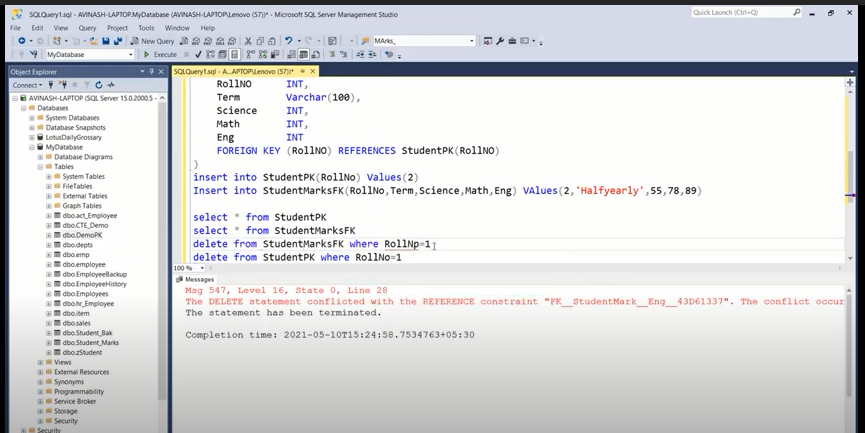 SQLQuery1.sql - AVINASH-LAPTOP.MyDatabase (AVINASH-LAPTOP\Lenovo (57))* - Microsoft SQL Server Management Studio
Quick Launch (Ctrl+Q)
File Edit View Query Project Tools Window Help
New Query
MArks_
MyDatabase
Execute
Object Explorer
SQLQuery1.sql - A...APTOP\Lenovo (57))*
Connect
AVINASH-LAPTOP (SQL Server 15.0.2000.5
Databases
System Databases
Database Snapshots
LotusDailyGrossary
MyDatabase
Database Diagrams
Tables
System Tables
FileTables
External Tables
Graph Tables
dbo.act_Employee
dbo.CTE_Demo
dbo.DemoPK
dbo.depts
dbo.emp
dbo.employee
dbo.EmployeeBackup
dbo.EmployeeHistory
dbo.Employees
dbo.hr_Employee
dbo.item
dbo.sales
dbo.Student_Bak
dbo.Student_Marks
dbo.zStudent
Views
External Resources
Synonyms
Programmability
Service Broker
Storage
Security
Security
RollNO INT,
Term Varchar(100),
Science INT,
Math INT,
Eng INT
FOREIGN KEY (RollNO) REFERENCES StudentPK(RollNO)
)
insert into StudentPK(RollNo) Values(2)
Insert into StudentMarksFK(RollNo,Term,Science,Math,Eng) VAlues(2,'Halfyearly',55,78,89)
select * from StudentPK
select * from StudentMarksFK
delete from StudentMarksFK where RollNp=1
delete from StudentPK where RollNo=1
100 %
Messages
Msg 547, Level 16, State 0, Line 28
The DELETE statement conflicted with the REFERENCE constraint "FK__StudentMark__Eng__43D61337". The conflict occur
The statement has been terminated.
Completion time: 2021-05-10T15:24:58.7534763+05:30